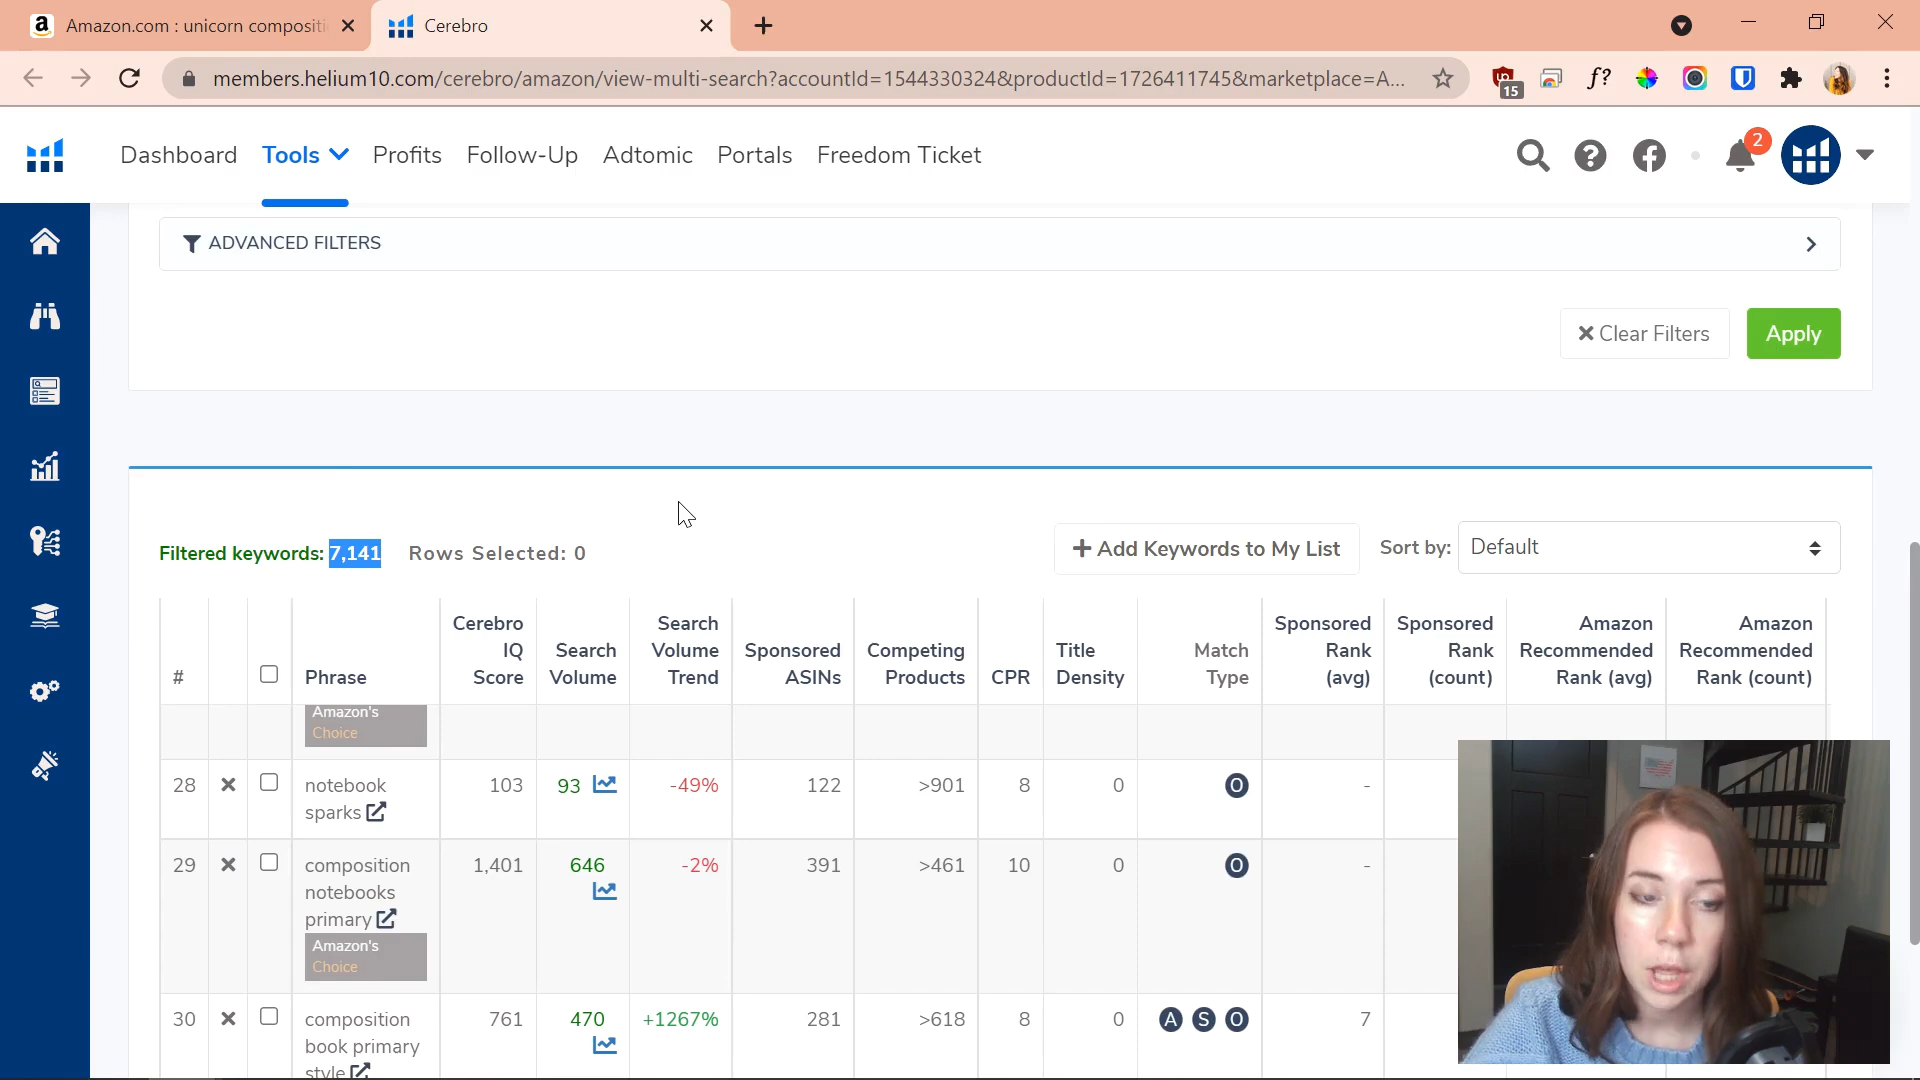 Amazon.com : unicorn compositi
Cerebro
members.helium10.com/cerebro/amazon/view-multi-search?accountId=1544330324&productId=1726411745&marketplace=A...
15
f?
Dashboard Tools Profits Follow-Up Adtomic Portals Freedom Ticket
2
ADVANCED FILTERS
Clear Filters
Apply
Filtered keywords: 7,141 Rows Selected: 0
Add Keywords to My List
Sort by: Default
# Phrase Cerebro IQ Score Search Volume Search Volume Trend Sponsored ASINs Competing Products CPR Title Density Match Type Sponsored Rank (avg) Sponsored Rank (count) Amazon Recommended Rank (avg) Amazon Recommended Rank (count)
Amazon's
Choice
28 notebook sparks 103 93 -49% 122 >901 8 0 O -
29 composition notebooks primary 1,401 646 -2% 391 >461 10 0 O -
Amazon's
Choice
30 composition book primary style 761 470 +1267% 281 >618 8 0 A S O 7